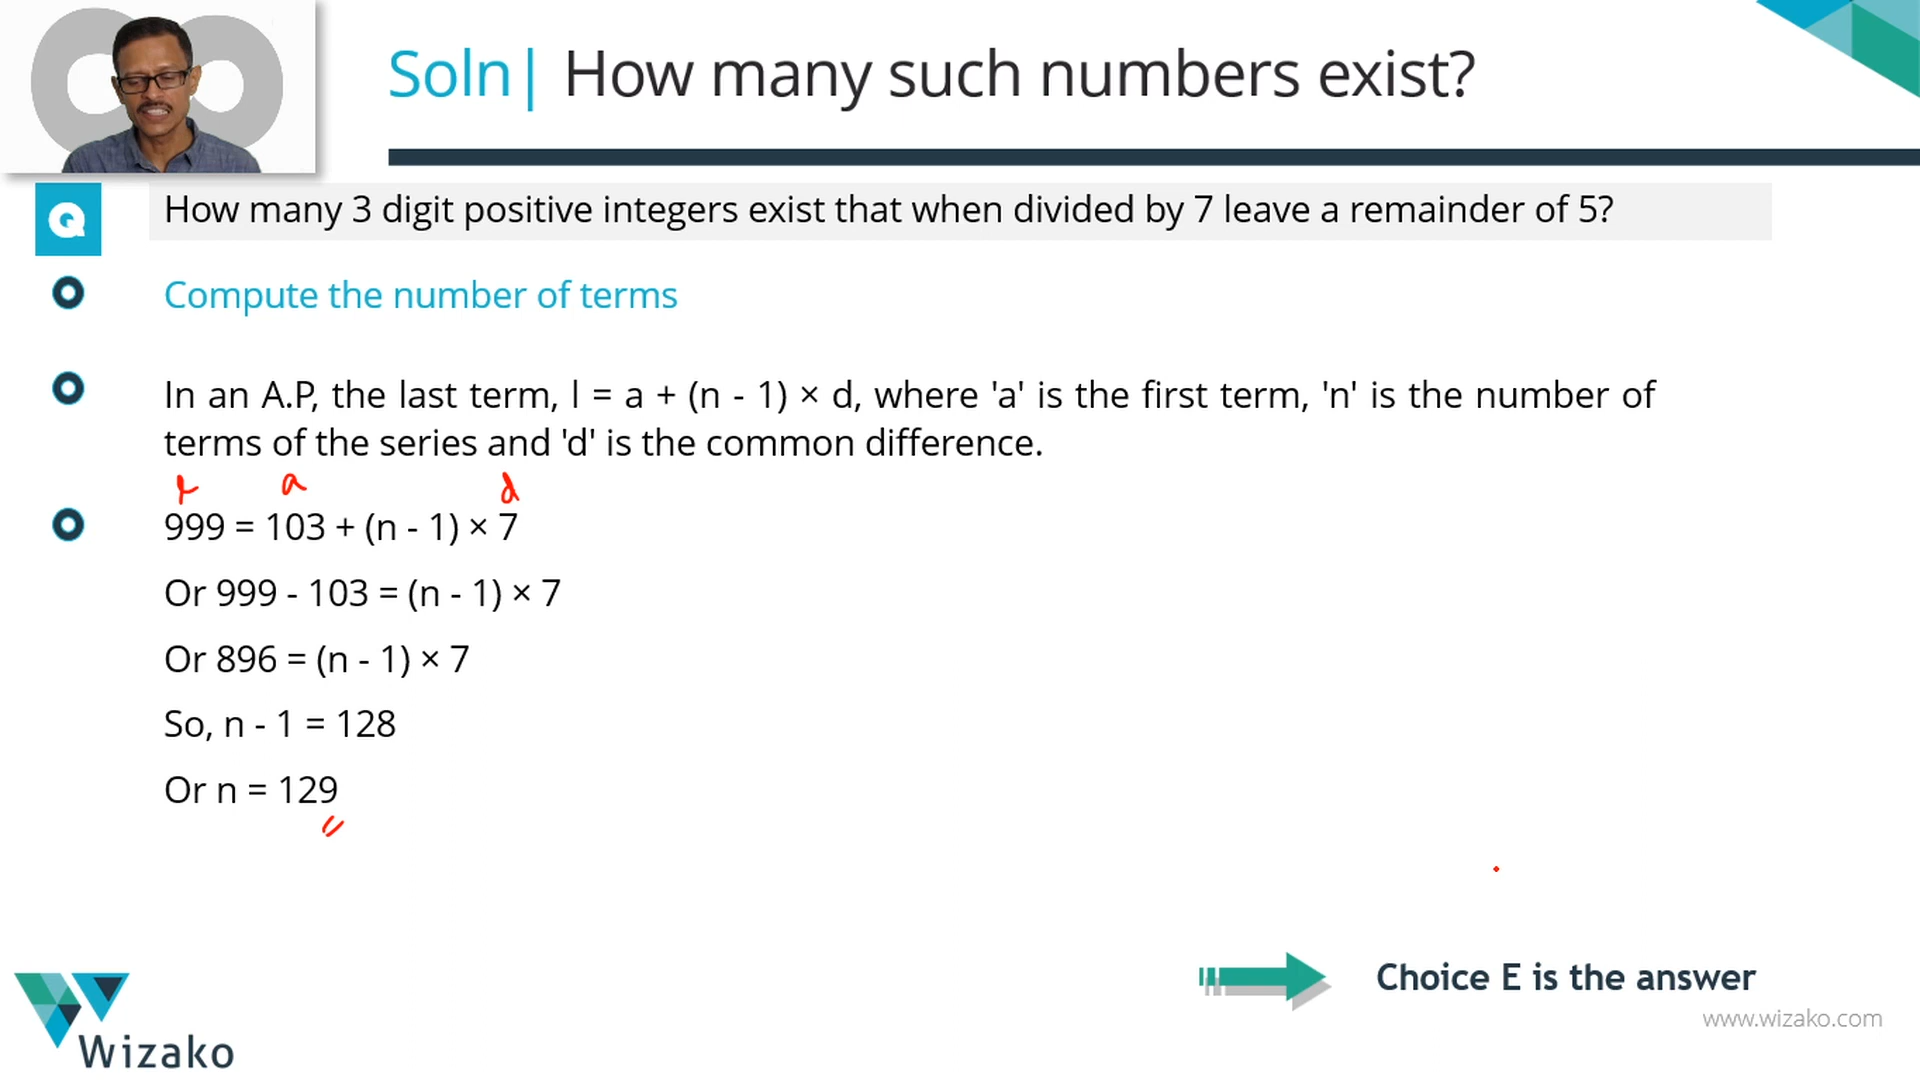 Soln| How many such numbers exist?
Q How many 3 digit positive integers exist that when divided by 7 leave a remainder of 5?
Compute the number of terms
In an A.P, the last term, l = a + (n - 1) × d, where 'a' is the first term, 'n' is the number of
terms of the series and 'd' is the common difference.
a d
999 = 103 + (n - 1) × 7
Or 999 - 103 = (n - 1) × 7
Or 896 = (n - 1) × 7
So, n - 1 = 128
Or n = 129
Choice E is the answer
www.wizako.com
Wizako